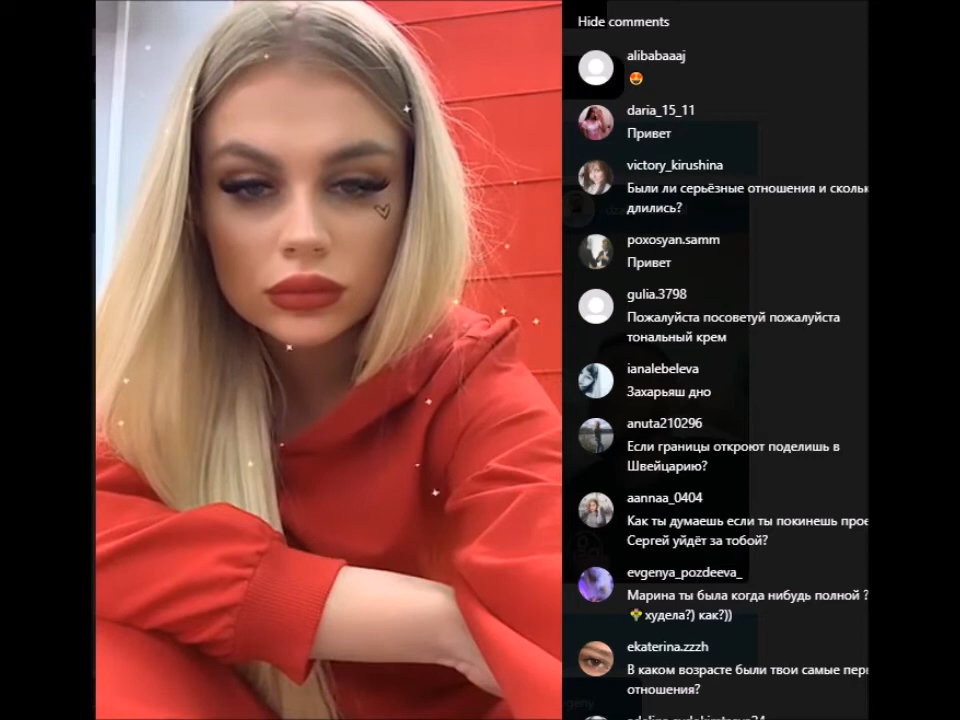 Hide comments
alibabaaaj
😍
daria_15_11
Привет
victory_kirushina
Были ли серьёзные отношения и
длились?
poxosyan.samm
Привет
gulia.3798
Пожалуйста посоветуй пожалуйста
тональный крем
ianalebeleva
Захарьяш дно
anuta210296
Если границы откроют поделишь в
Швейцарию?
aannaa_0404
Как ты думаешь если ты покинешь
Сергей уйдёт за тобой?
evgenya_pozdeeva_
Марина ты была когда нибудь полной ?
худела?) как?))
ekaterina.zzzh
В каком возрасте были твои самые
отношения?